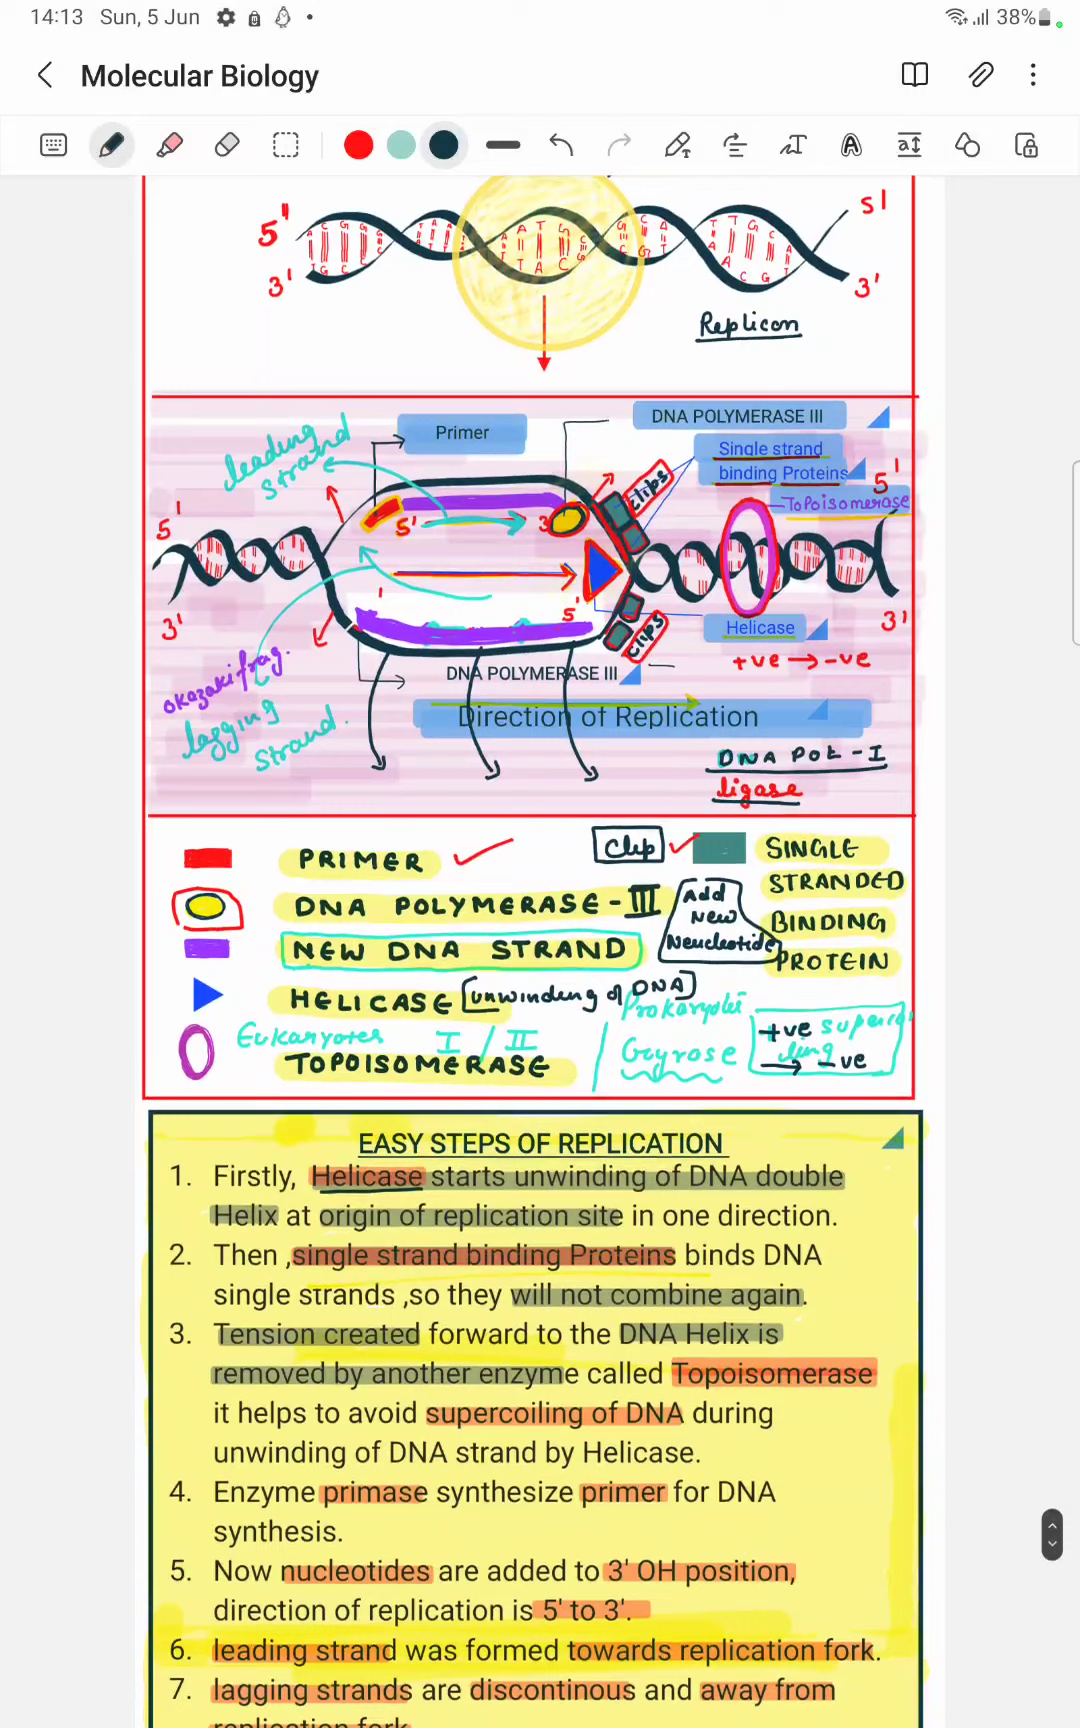 14:13 Sun, 5 Jun
38%
Molecular Biology
5" 5'
A C G G T A T G C A T T G C A
T G C T A C G A A C G T
3' 3'
Replicon
DNA POLYMERASE III
Primer
leading
strand
Single strand
binding Proteins
Clips
5'
Topoisomerase
5'
5' 3'
3'
5'
3'
Clips
Helicase
+ve → -ve
okazaki frag.
DNA POLYMERASE III
lagging
strand.
Direction of Replication
DNA POL - I
ligase
PRIMER
Clip
SINGLE
STRANDED
BINDING
PROTEIN
DNA POLYMERASE - III
Add
New
Neucleotide
NEW DNA STRAND
HELICASE [unwinding of DNA]
Eukaryotes I / II
TOPOISOMERASE
Prokaryotes
Gyrose
+ve supercoi
ling
→ -ve
EASY STEPS OF REPLICATION
1. Firstly, Helicase starts unwinding of DNA double
Helix at origin of replication site in one direction.
2. Then ,single strand binding Proteins binds DNA
single strands ,so they will not combine again.
3. Tension created forward to the DNA Helix is
removed by another enzyme called Topoisomerase
it helps to avoid supercoiling of DNA during
unwinding of DNA strand by Helicase.
4. Enzyme primase synthesize primer for DNA
synthesis.
5. Now nucleotides are added to 3' OH position,
direction of replication is 5' to 3'.
6. leading strand was formed towards replication fork.
7. lagging strands are discontinous and away from
replication fork